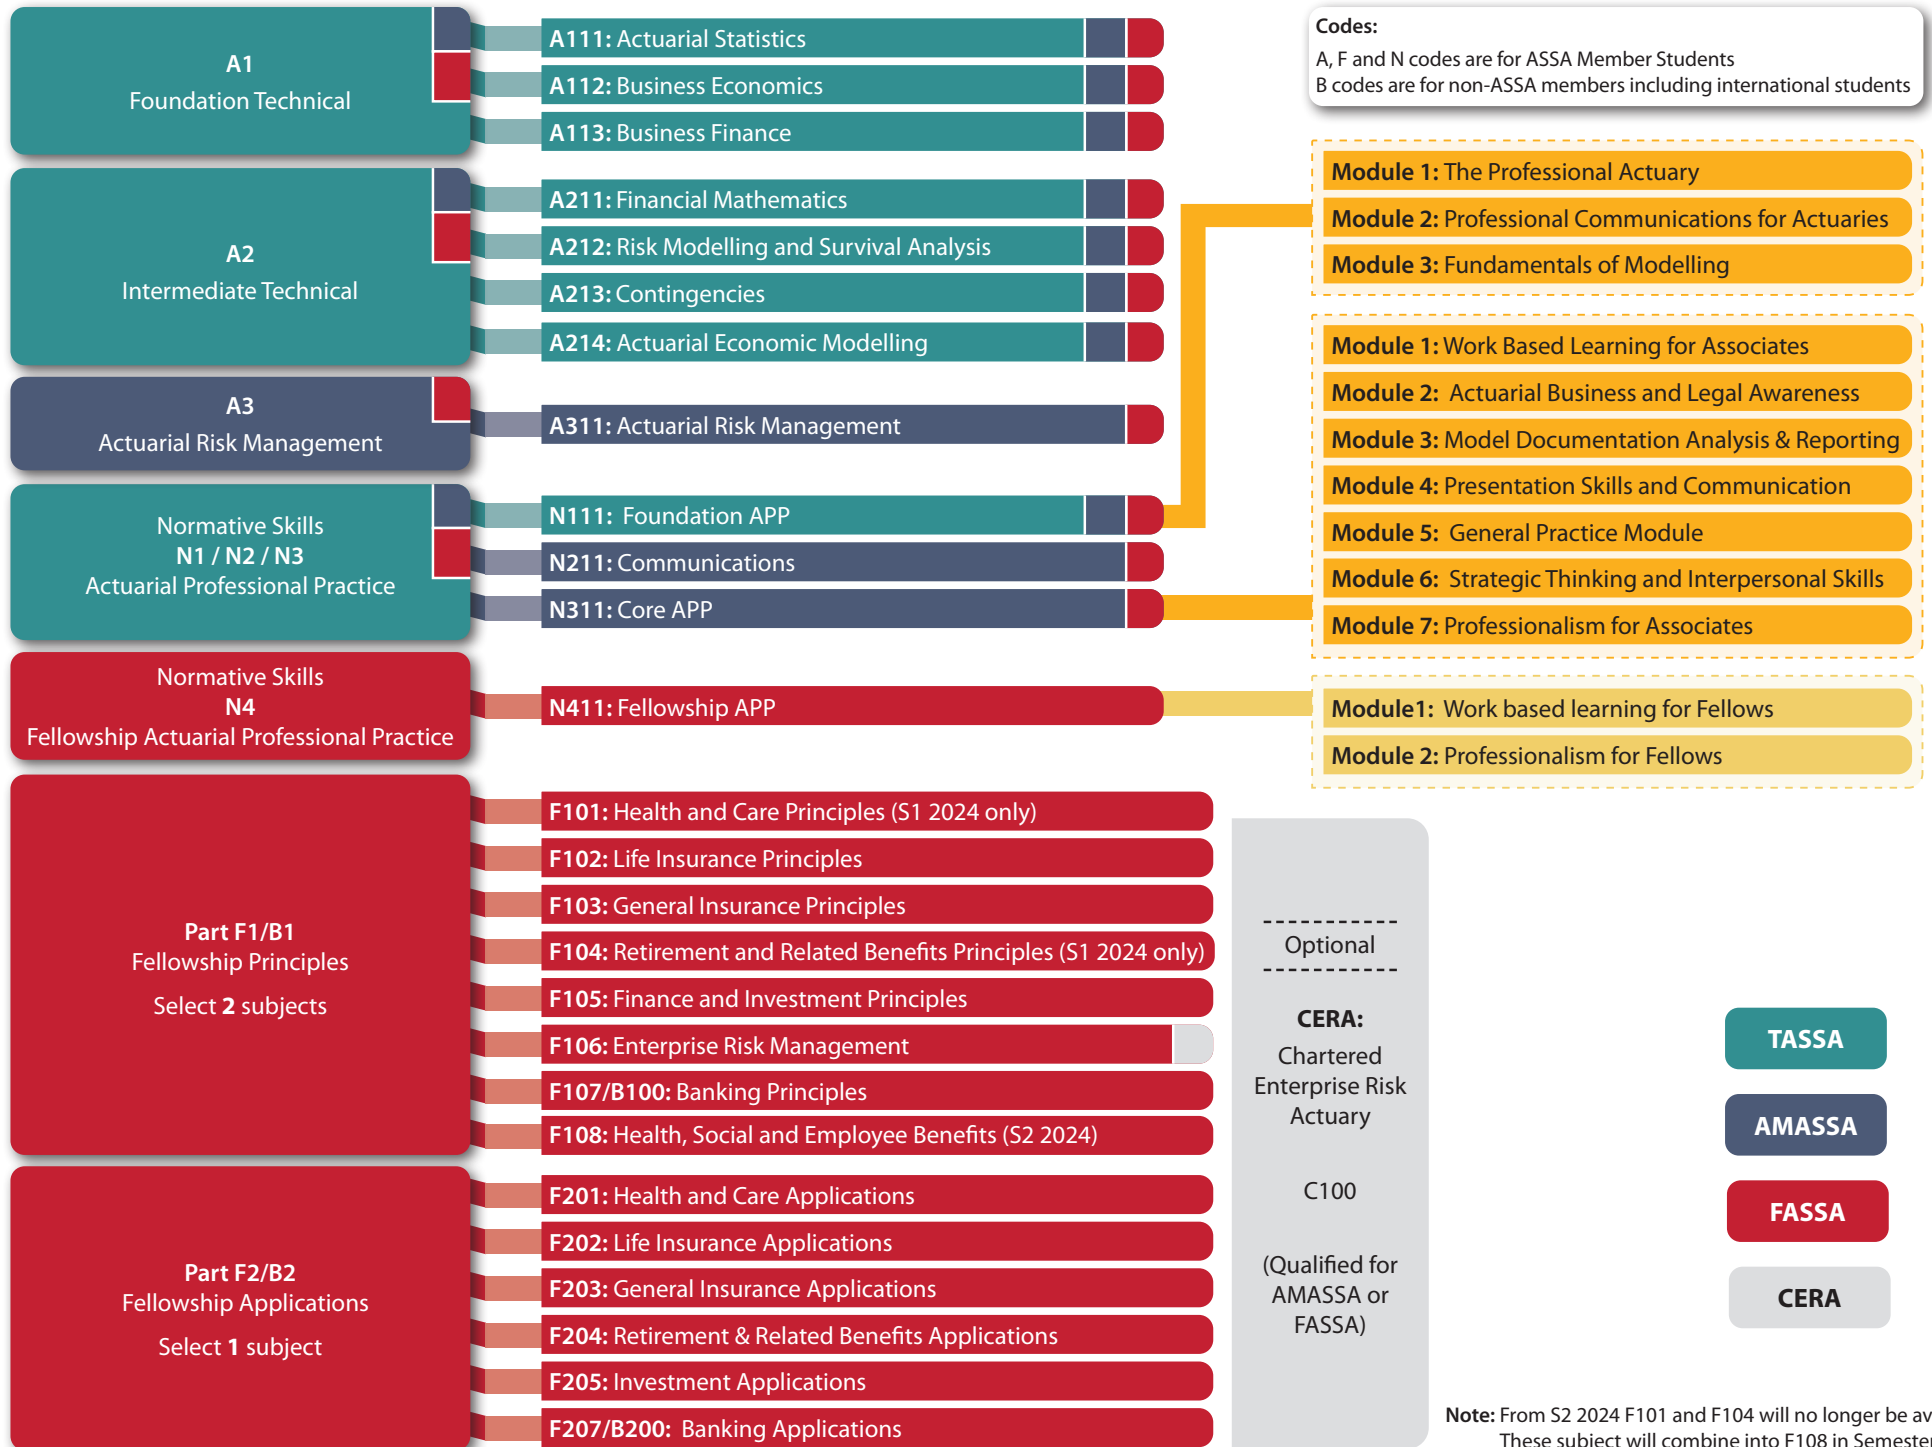 A1
Foundation Technical
A111: Actuarial Statistics
A112: Business Economics
A113: Business Finance
A2
Intermediate Technical
A211: Financial Mathematics
A212: Risk Modelling and Survival Analysis
A213: Contingencies
A214: Actuarial Economic Modelling
A3
Actuarial Risk Management
A311: Actuarial Risk Management
Normative Skills
N1 / N2 / N3
Actuarial Professional Practice
N111: Foundation APP
N211: Communications
N311: Core APP
Normative Skills
N4
Fellowship Actuarial Professional Practice
N411: Fellowship APP
Part F1/B1
Fellowship Principles
Select 2 subjects
F101: Health and Care Principles (S1 2024 only)
F102: Life Insurance Principles
F103: General Insurance Principles
F104: Retirement and Related Benefits Principles (S1 2024 only)
F105: Finance and Investment Principles
F106: Enterprise Risk Management
F107/B100: Banking Principles
F108: Health, Social and Employee Benefits (S2 2024)
Part F2/B2
Fellowship Applications
Select 1 subject
F201: Health and Care Applications
F202: Life Insurance Applications
F203: General Insurance Applications
F204: Retirement & Related Benefits Applications
F205: Investment Applications
F207/B200: Banking Applications
Codes:
A, F and N codes are for ASSA Member Students
B codes are for non-ASSA members including international students
Module 1: The Professional Actuary
Module 2: Professional Communications for Actuaries
Module 3: Fundamentals of Modelling
Module 1: Work Based Learning for Associates
Module 2: Actuarial Business and Legal Awareness
Module 3: Model Documentation Analysis & Reporting
Module 4: Presentation Skills and Communication
Module 5: General Practice Module
Module 6: Strategic Thinking and Interpersonal Skills
Module 7: Professionalism for Associates
Module1: Work based learning for Fellows
Module 2: Professionalism for Fellows
Optional
CERA:
Chartered
Enterprise Risk
Actuary
C100
(Qualified for
AMASSA or
FASSA)
TASSA
AMASSA
FASSA
CERA
Note: From S2 2024 F101 and F104 will no longer be
These subject will combine into F108 in